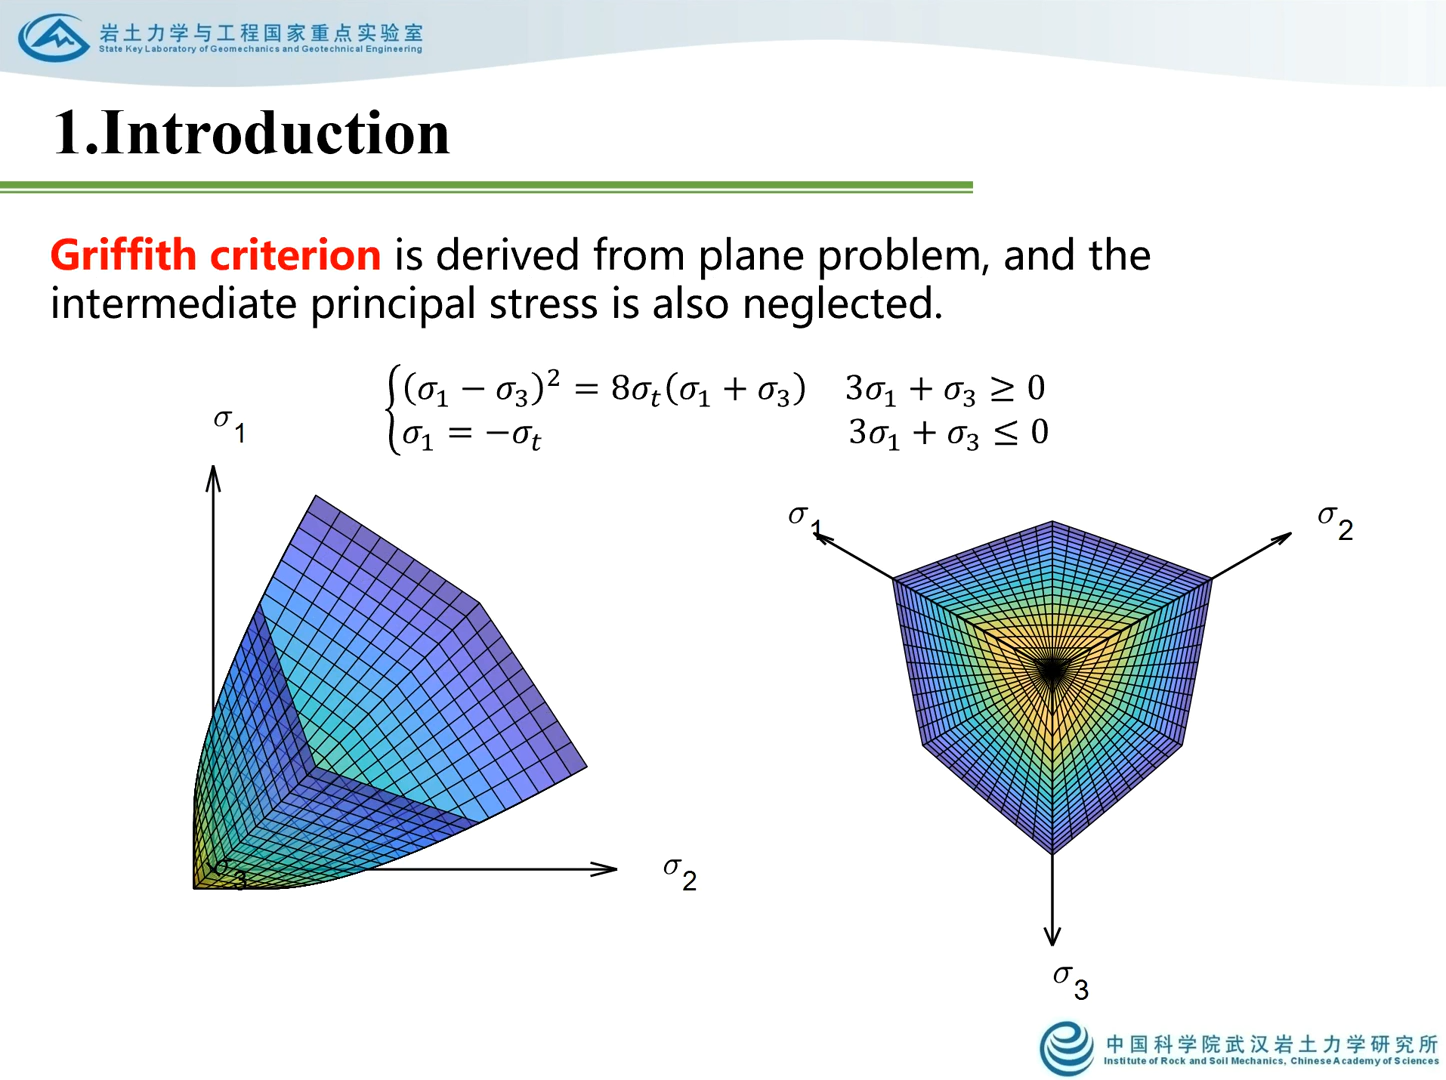 岩土力学与工程国家重点实验室
State Key Laboratory of Geomechanics and Geotechnical Engineering
1.Introduction
Griffith criterion is derived from plane problem, and the
intermediate principal stress is also neglected.
(σ₁ − σ₃)² = 8σₜ(σ₁ + σ₃) 3σ₁ + σ₃ ≥ 0
σ₁ = −σₜ 3σ₁ + σ₃ ≤ 0
σ₁
σ₂
σ₃
σ₁
σ₂
σ₃
中国科学院武汉岩土力学研究所
Institute of Rock and Soil Mechanics, Chinese Academy of Sciences